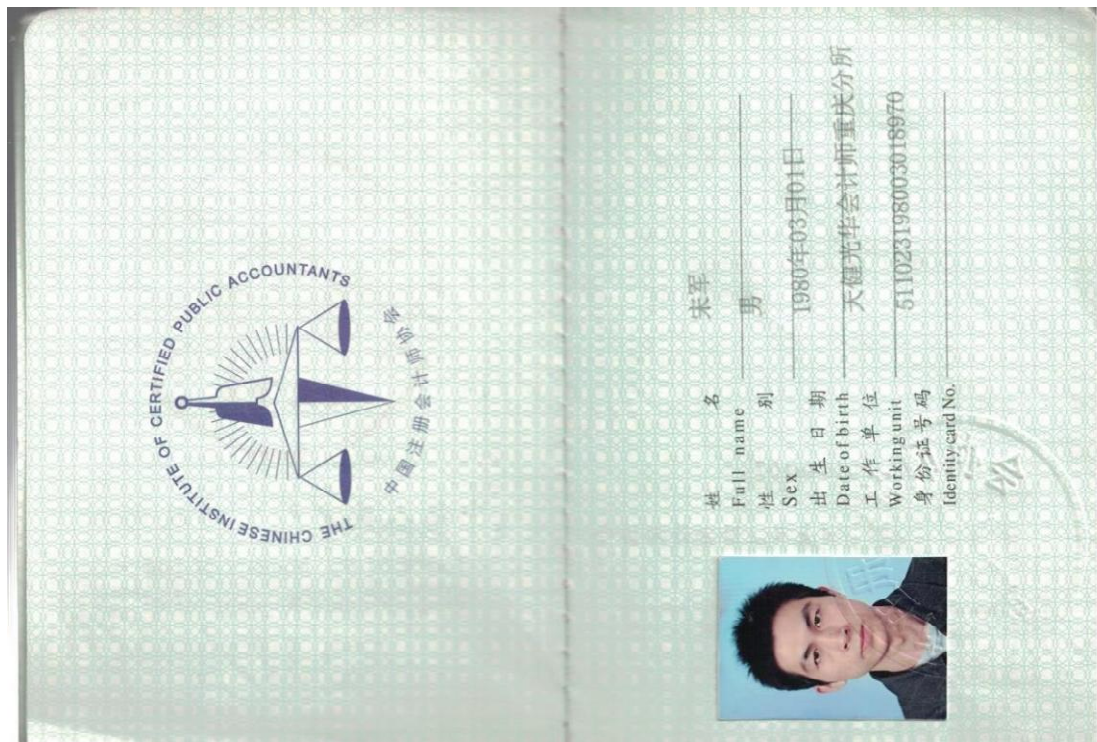 THE CHINESE INSTITUTE OF CERTIFIED PUBLIC ACCOUNTANTS
中国注册会计师协会
姓 名 宋军
Full name
性 别 男
Sex
出 生 日 期 1980年03月01日
Date of birth
工 作 单 位 天健光华会计师重庆分所
Working unit
身份证号码 511023198003018970
Identity card No.